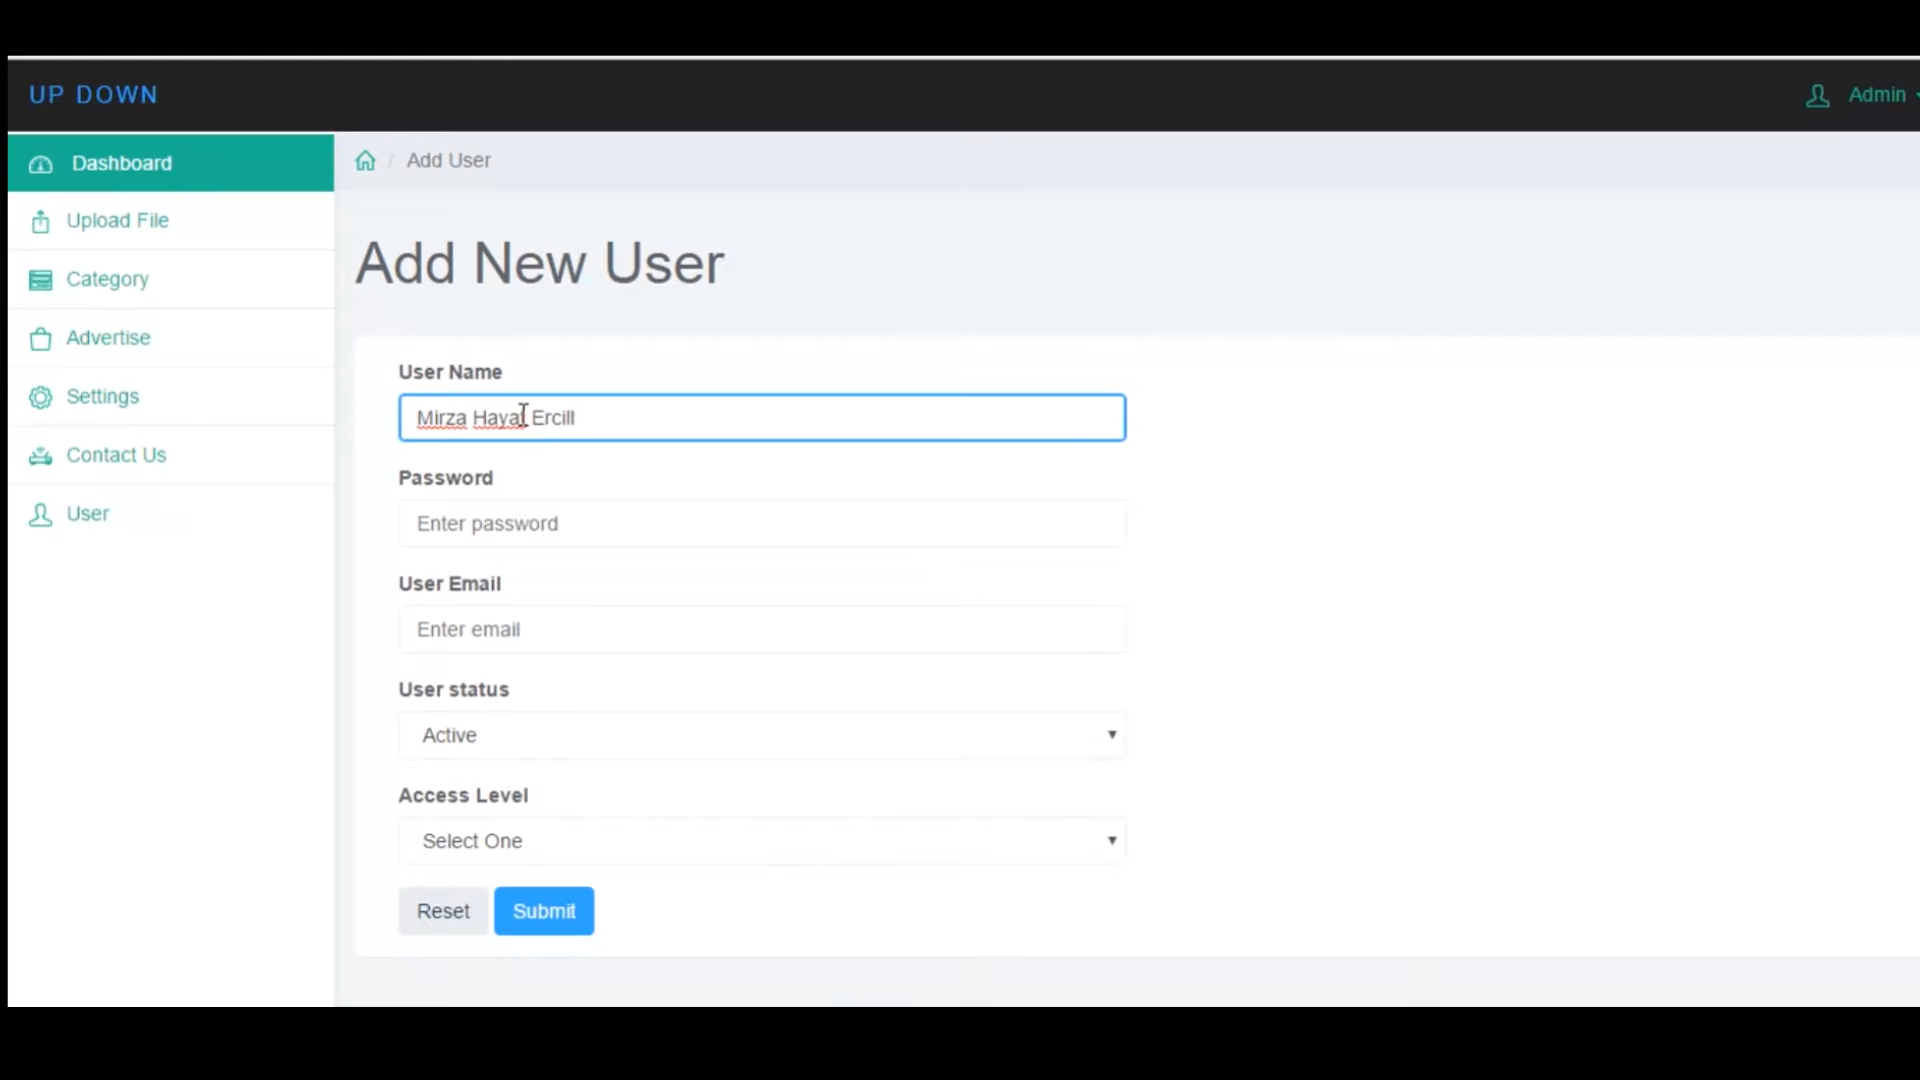 UP DOWN
Admin
Dashboard
Add User
Upload File
Category
Advertise
Settings
Contact Us
User
Add New User
User Name
Mirza Hayat Ercill
Password
Enter password
User Email
Enter email
User status
Active
Access Level
Select One
Reset Submit